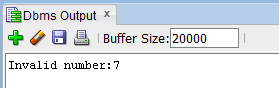 Dbms Output x
Buffer Size: 20000
Invalid number:7